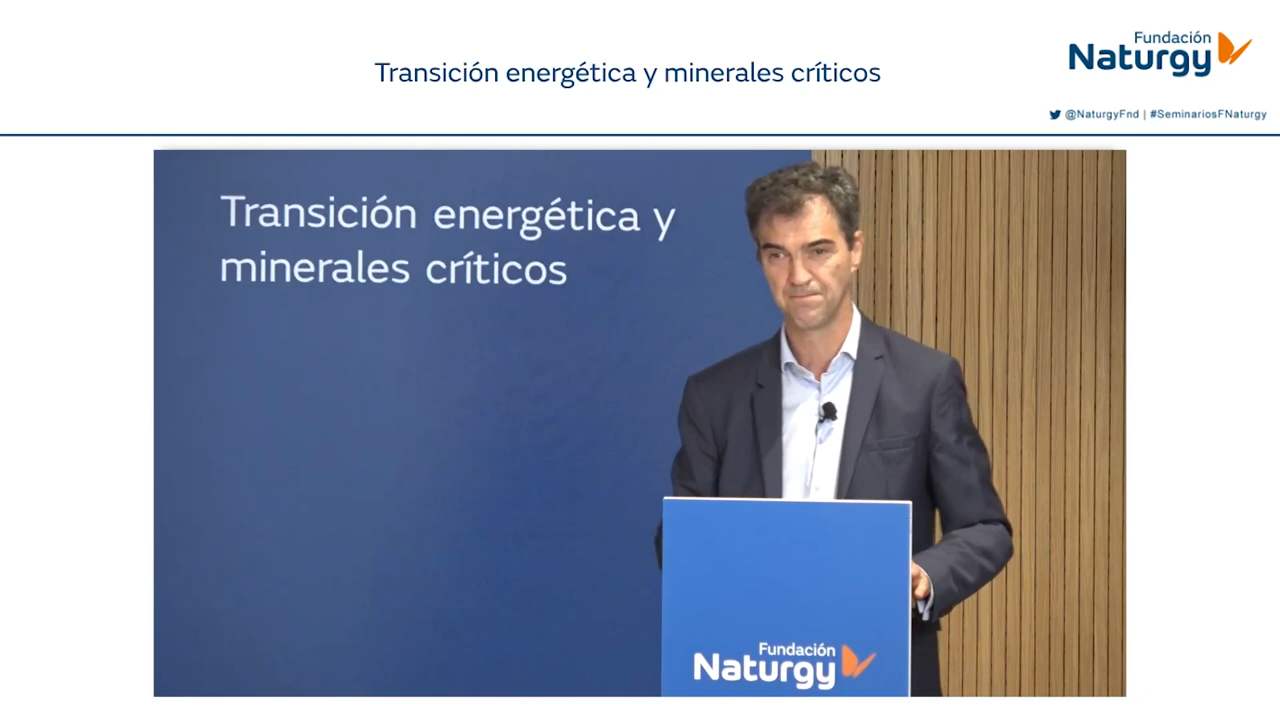 Transición energética y minerales críticos
Fundación
Naturgy
@NaturgyFnd | #SeminariosFNaturgy
Transición energética y
minerales críticos
Fundación
Naturgy